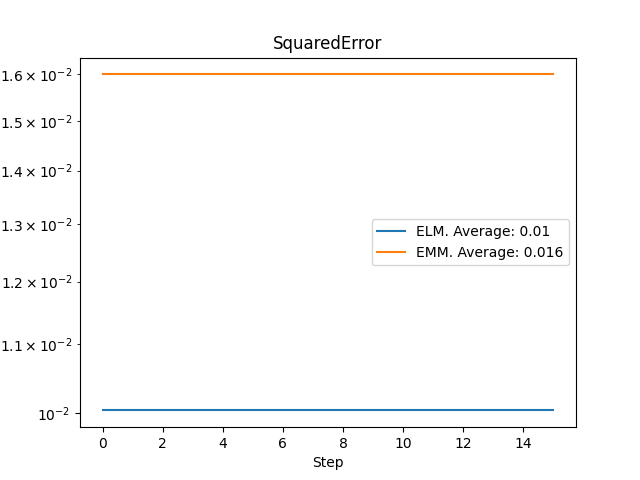 SquaredError
1.6 × 10⁻²
1.5 × 10⁻²
1.4 × 10⁻²
1.3 × 10⁻²
1.2 × 10⁻²
1.1 × 10⁻²
10⁻²
ELM. Average: 0.01
EMM. Average: 0.016
0 2 4 6 8 10 12 14
Step